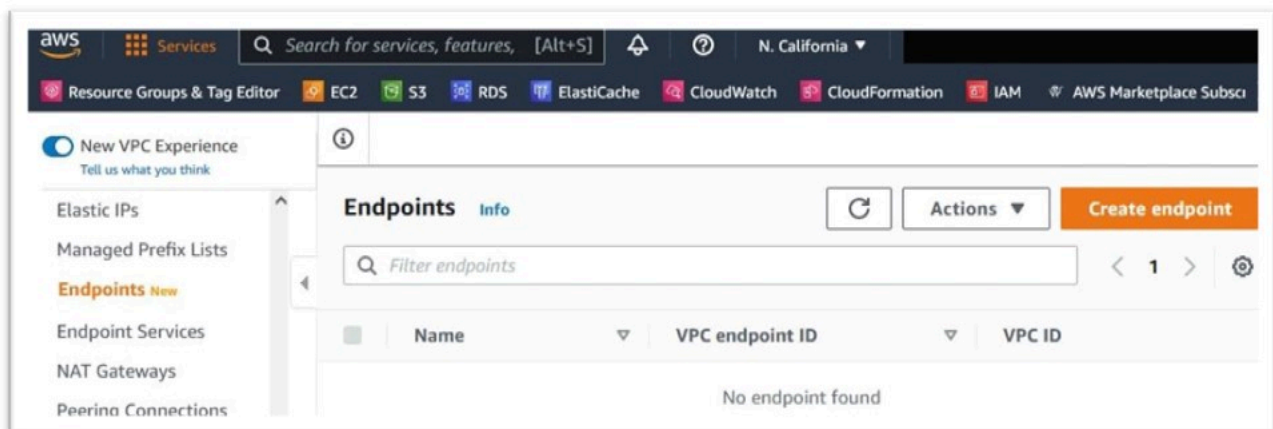 aws Services Search for services, features, [Alt+S] N. California ▼
Resource Groups & Tag Editor EC2 S3 RDS ElastiCache CloudWatch CloudFormation IAM AWS Marketplace Subscr
New VPC Experience
Tell us what you think
Elastic IPs
Managed Prefix Lists
Endpoints New
Endpoint Services
NAT Gateways
Peering Connections
Endpoints Info Actions ▼ Create endpoint
Filter endpoints 1
Name VPC endpoint ID VPC ID
No endpoint found